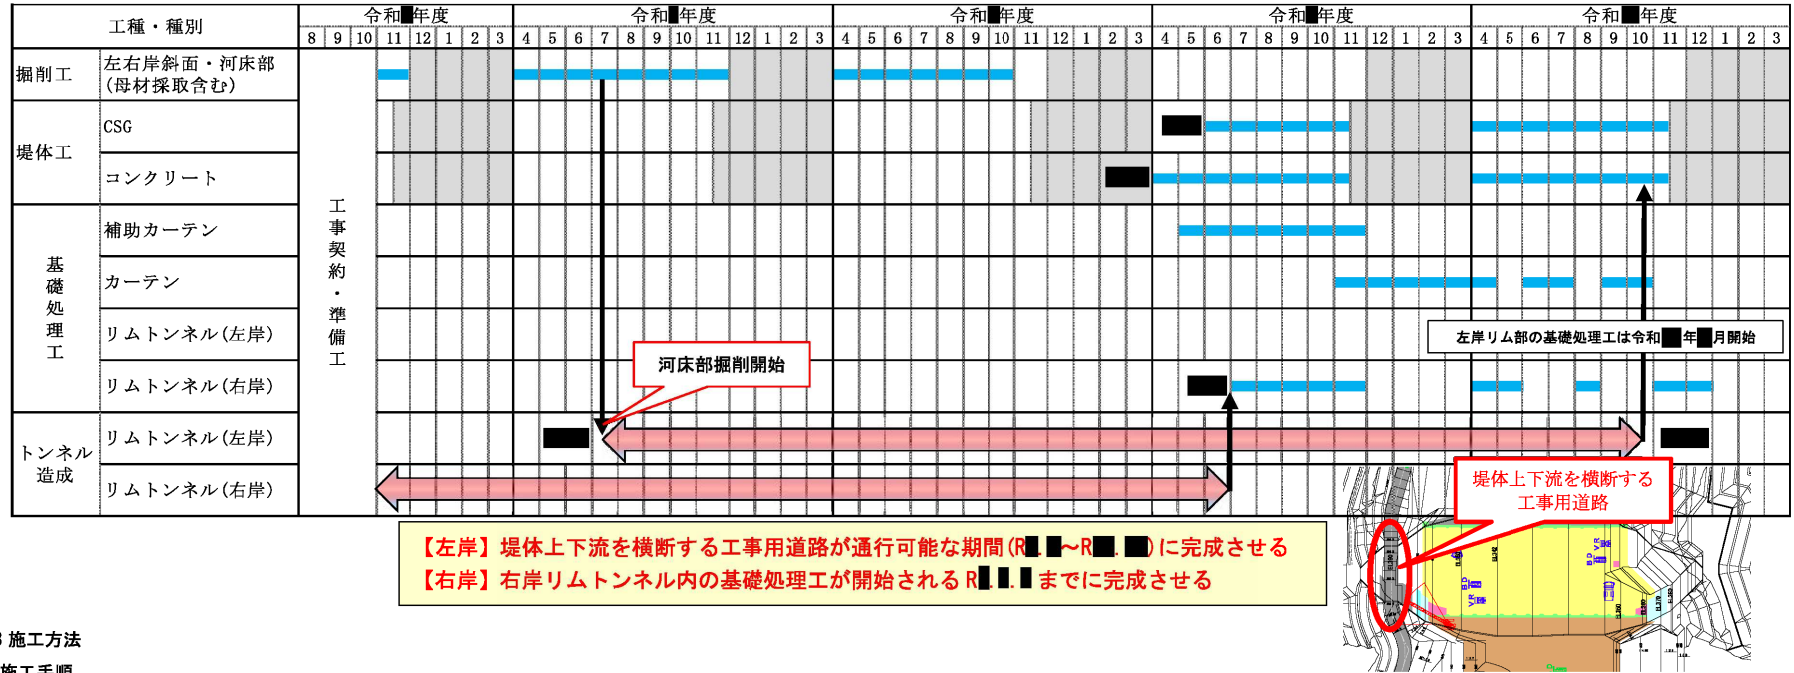 工種・種別
令和 年度 令和 年度 令和 年度 令和 年度 令和 年度
8 9 10 11 12 1 2 3 4 5 6 7 8 9 10 11 12 1 2 3 4 5 6 7 8 9 10 11 12 1 2 3 4 5 6 7 8 9 10 11 12 1 2 3 4 5 6 7 8 9 10 11 12 1 2 3
掘削工
左右岸斜面・河床部
(母材採取含む)
堤体工
CSG
コンクリート
工事契約・準備工
基礎処理工
補助カーテン
カーテン
リムトンネル(左岸)
リムトンネル(右岸)
左岸リム部の基礎処理工は令和 年 月開始
河床部掘削開始
トンネル
造成
リムトンネル(左岸)
リムトンネル(右岸)
堤体上下流を横断する
工事用道路
【左岸】堤体上下流を横断する工事用道路が通行可能な期間(R . ～R . )に完成させる
【右岸】右岸リムトンネル内の基礎処理工が開始されるR . . までに完成させる
BD
VR
BD
VR
施工方法
施工手順